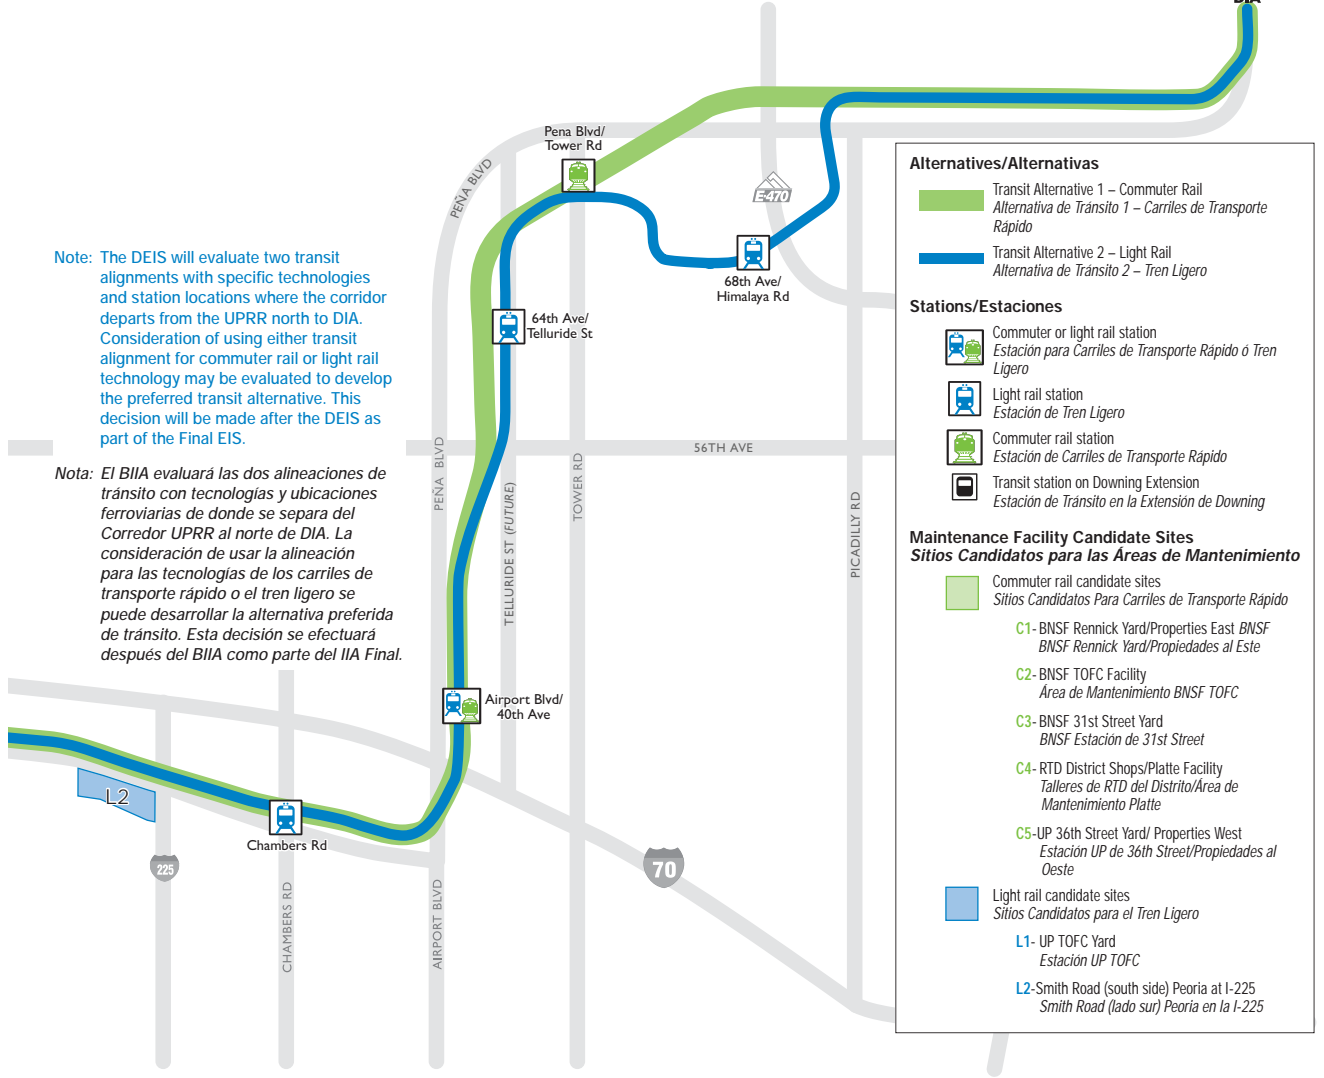 DIA
Pena Blvd/
Tower Rd
PEÑA BLVD
E-470
68th Ave/
Himalaya Rd
64th Ave/
Telluride St
Note: The DEIS will evaluate two transit
alignments with specific technologies
and station locations where the corridor
departs from the UPRR north to DIA.
Consideration of using either transit
alignment for commuter rail or light rail
technology may be evaluated to develop
the preferred transit alternative. This
decision will be made after the DEIS as
part of the Final EIS.
Nota: El BIIA evaluará las dos alineaciones de
tránsito con tecnologías y ubicaciones
ferroviarias de donde se separa del
Corredor UPRR al norte de DIA. La
consideración de usar la alineación
para las tecnologías de los carriles de
transporte rápido o el tren ligero se
puede desarrollar la alternativa preferida
de tránsito. Esta decisión se efectuará
después del BIIA como parte del IIA Final.
56TH AVE
PEÑA BLVD
TELLURIDE ST (FUTURE)
TOWER RD
PICADILLY RD
Airport Blvd/
40th Ave
L2
Chambers Rd
225
70
CHAMBERS RD
AIRPORT BLVD
Alternatives/Alternativas
Transit Alternative 1 – Commuter Rail
Alternativa de Tránsito 1 – Carriles de Transporte
Rápido
Transit Alternative 2 – Light Rail
Alternativa de Tránsito 2 – Tren Ligero
Stations/Estaciones
Commuter or light rail station
Estación para Carriles de Transporte Rápido ó Tren
Ligero
Light rail station
Estación de Tren Ligero
Commuter rail station
Estación de Carriles de Transporte Rápido
Transit station on Downing Extension
Estación de Tránsito en la Extensión de Downing
Maintenance Facility Candidate Sites
Sitios Candidatos para las Áreas de Mantenimiento
Commuter rail candidate sites
Sitios Candidatos Para Carriles de Transporte Rápido
C1- BNSF Rennick Yard/Properties East BNSF
BNSF Rennick Yard/Propiedades al Este
C2- BNSF TOFC Facility
Área de Mantenimiento BNSF TOFC
C3- BNSF 31st Street Yard
BNSF Estación de 31st Street
C4- RTD District Shops/Platte Facility
Talleres de RTD del Distrito/Área de
Mantenimiento Platte
C5-UP 36th Street Yard/ Properties West
Estación UP de 36th Street/Propiedades al
Oeste
Light rail candidate sites
Sitios Candidatos para el Tren Ligero
L1- UP TOFC Yard
Estación UP TOFC
L2-Smith Road (south side) Peoria at I-225
Smith Road (lado sur) Peoria en la I-225